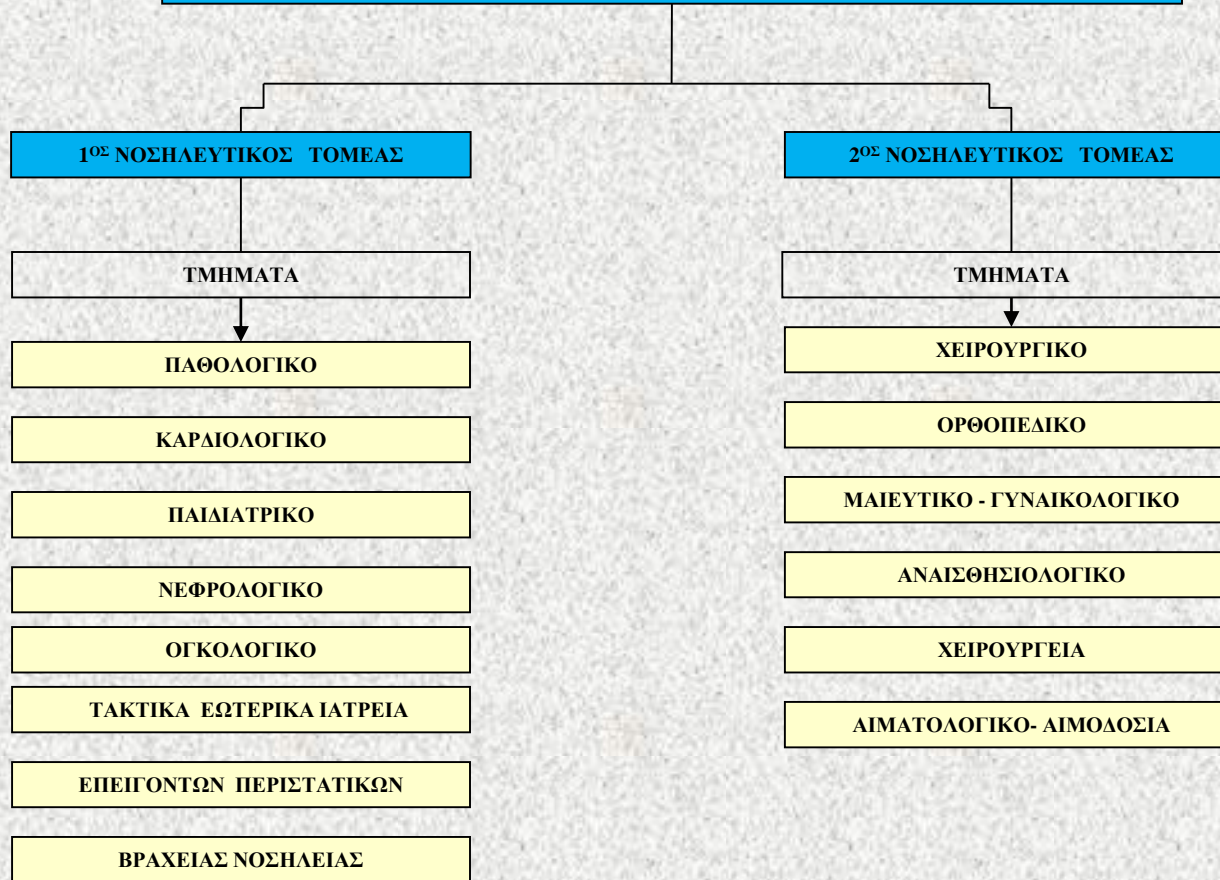 1ΟΣ ΝΟΣΗΛΕΥΤΙΚΟΣ ΤΟΜΕΑΣ
ΤΜΗΜΑΤΑ
ΠΑΘΟΛΟΓΙΚΟ
ΚΑΡΔΙΟΛΟΓΙΚΟ
ΠΑΙΔΙΑΤΡΙΚΟ
ΝΕΦΡΟΛΟΓΙΚΟ
ΟΓΚΟΛΟΓΙΚΟ
ΤΑΚΤΙΚΑ ΕΩΤΕΡΙΚΑ ΙΑΤΡΕΙΑ
ΕΠΕΙΓΟΝΤΩΝ ΠΕΡΙΣΤΑΤΙΚΩΝ
ΒΡΑΧΕΙΑΣ ΝΟΣΗΛΕΙΑΣ
2ΟΣ ΝΟΣΗΛΕΥΤΙΚΟΣ ΤΟΜΕΑΣ
ΤΜΗΜΑΤΑ
ΧΕΙΡΟΥΡΓΙΚΟ
ΟΡΘΟΠΕΔΙΚΟ
ΜΑΙΕΥΤΙΚΟ - ΓΥΝΑΙΚΟΛΟΓΙΚΟ
ΑΝΑΙΣΘΗΣΙΟΛΟΓΙΚΟ
ΧΕΙΡΟΥΡΓΕΙΑ
ΑΙΜΑΤΟΛΟΓΙΚΟ- ΑΙΜΟΔΟΣΙΑ